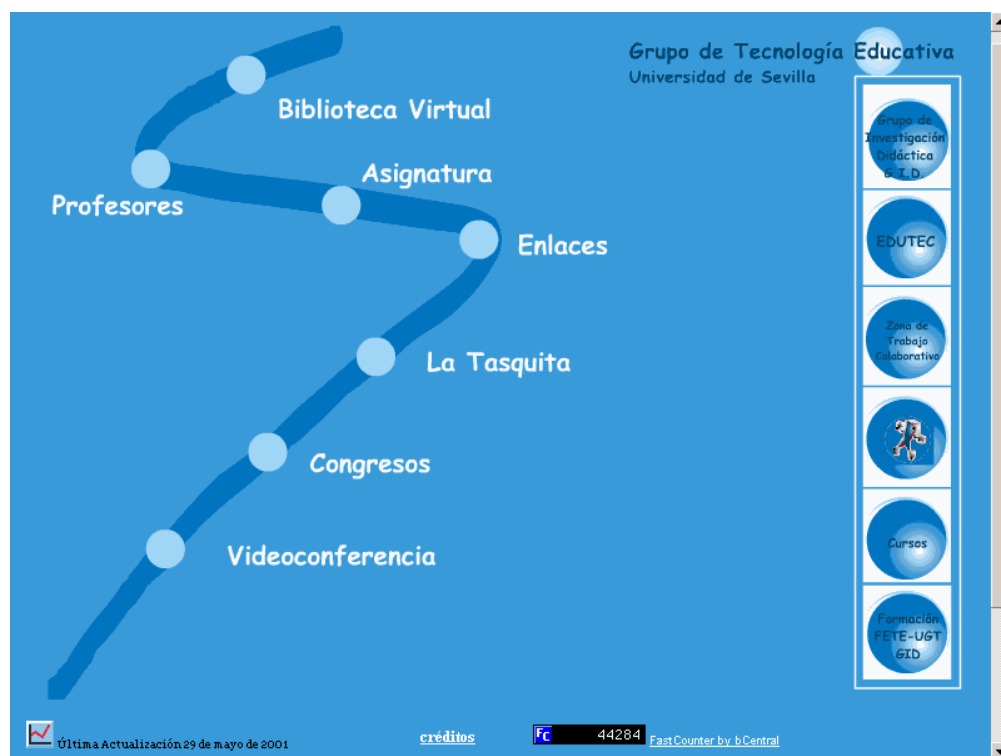 Grupo de Tecnología Educativa
Universidad de Sevilla
Biblioteca Virtual
Asignatura
Profesores
Enlaces
La Tasquita
Congresos
Videoconferencia
Grupo de
Investigación
Didáctica
G.I.D.
EDUTEC
Zona de
Trabajo
Colaborativo
Cursos
Formación
FETE-UGT
GID
Última Actualización 29 de mayo de 2001
créditos
FC 44284 FastCounter by bCentral